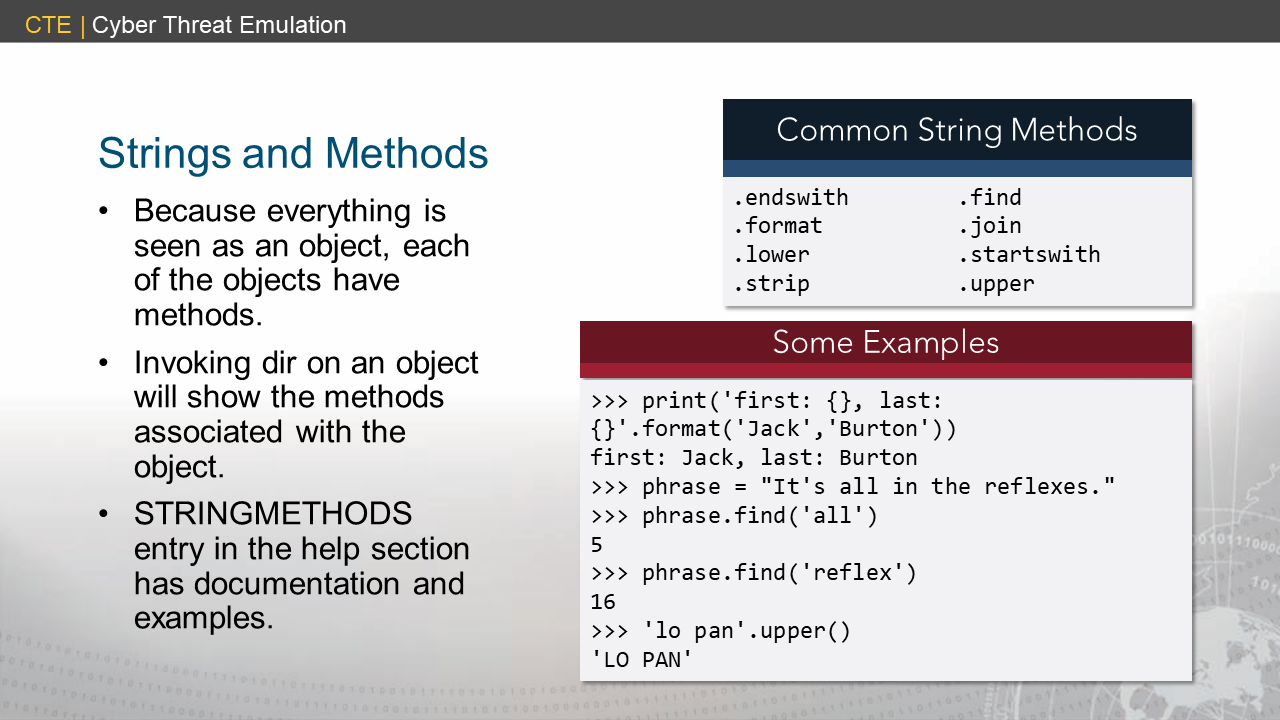 CTE | Cyber Threat Emulation
Strings and Methods
• Because everything is
seen as an object, each
of the objects have
methods.
• Invoking dir on an object
will show the methods
associated with the
object.
• STRINGMETHODS
entry in the help section
has documentation and
examples.
Common String Methods
.endswith .find
.format .join
.lower .startswith
.strip .upper
Some Examples
>>> print('first: {}, last:
{}'.format('Jack','Burton'))
first: Jack, last: Burton
>>> phrase = "It's all in the reflexes."
>>> phrase.find('all')
5
>>> phrase.find('reflex')
16
>>> 'lo pan'.upper()
'LO PAN'